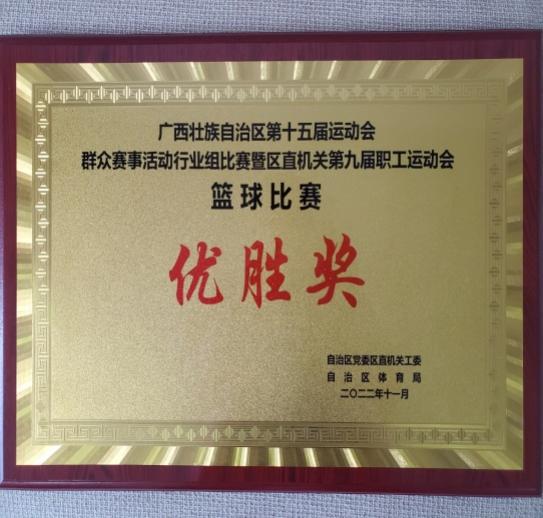 广西壮族自治区第十五届运动会
群众赛事活动行业组比赛暨区直机关第九届职工运动会
篮球比赛
优胜奖
自治区党委区直机关工委
自治区体育局
二〇二二年十一月